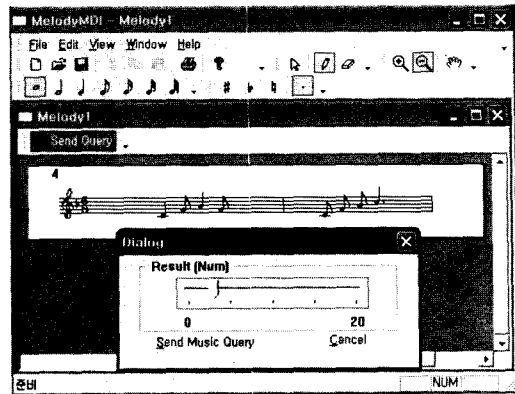 MelodyMDI - Melody1
File Edit View Window Help
Melody1
Send Query
4
Dialog
Result (Num)
0 20
Send Music Query Cancel
준비 NUM